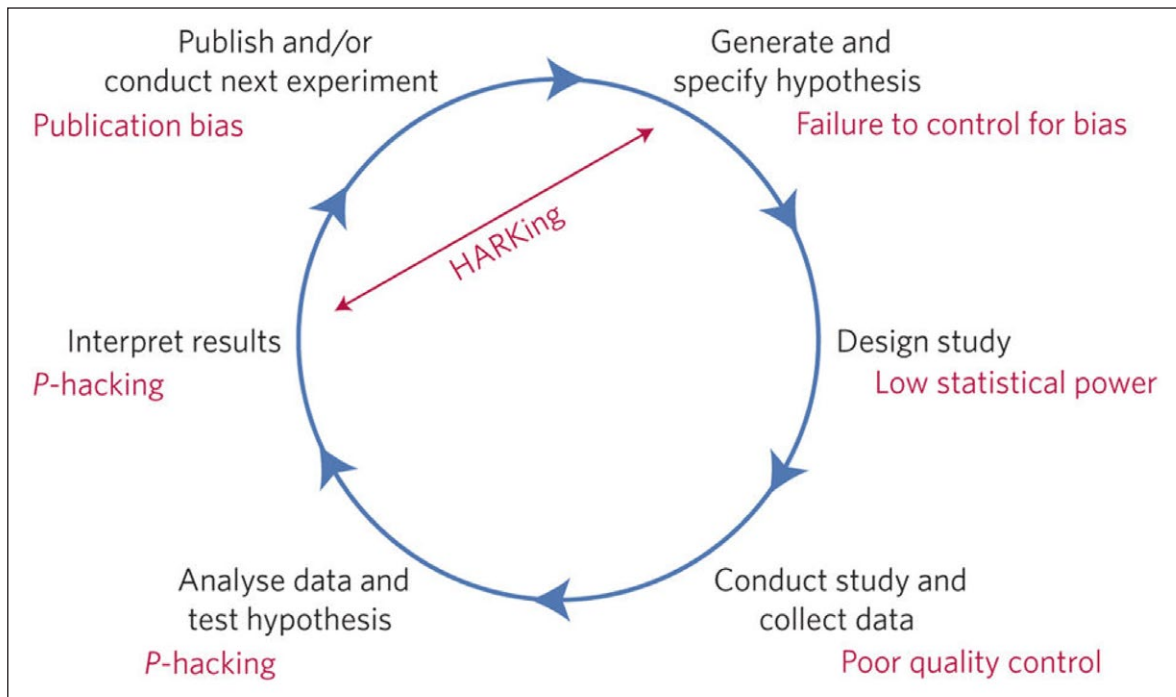 Publish and/or
conduct next experiment
Publication bias
Generate and
specify hypothesis
Failure to control for bias
HARKing
Interpret results
P-hacking
Design study
Low statistical power
Analyse data and
test hypothesis
P-hacking
Conduct study and
collect data
Poor quality control